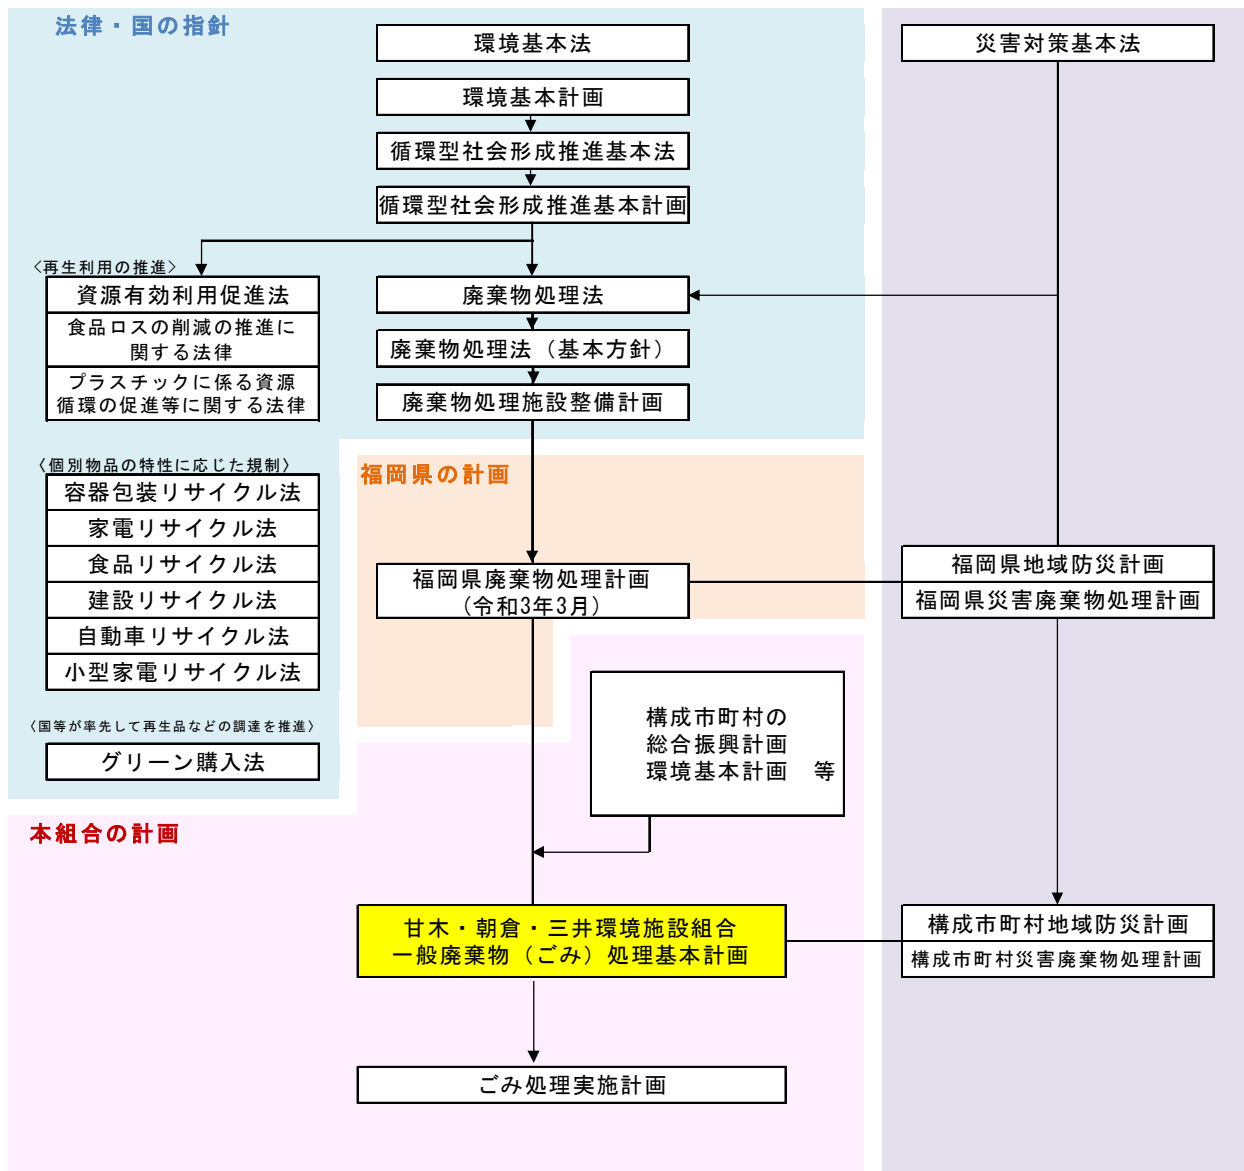 法律・国の指針
環境基本法
環境基本計画
循環型社会形成推進基本法
循環型社会形成推進基本計画
〈再生利用の推進〉
資源有効利用促進法
食品ロスの削減の推進に
関する法律
プラスチックに係る資源
循環の促進等に関する法律
廃棄物処理法
廃棄物処理法（基本方針）
廃棄物処理施設整備計画
〈個別物品の特性に応じた規制〉
容器包装リサイクル法
家電リサイクル法
食品リサイクル法
建設リサイクル法
自動車リサイクル法
小型家電リサイクル法
〈国等が率先して再生品などの調達を推進〉
グリーン購入法
福岡県の計画
福岡県廃棄物処理計画
(令和3年3月)
本組合の計画
構成市町村の
総合振興計画
環境基本計画　等
甘木・朝倉・三井環境施設組合
一般廃棄物（ごみ）処理基本計画
ごみ処理実施計画
災害対策基本法
福岡県地域防災計画
福岡県災害廃棄物処理計画
構成市町村地域防災計画
構成市町村災害廃棄物処理計画